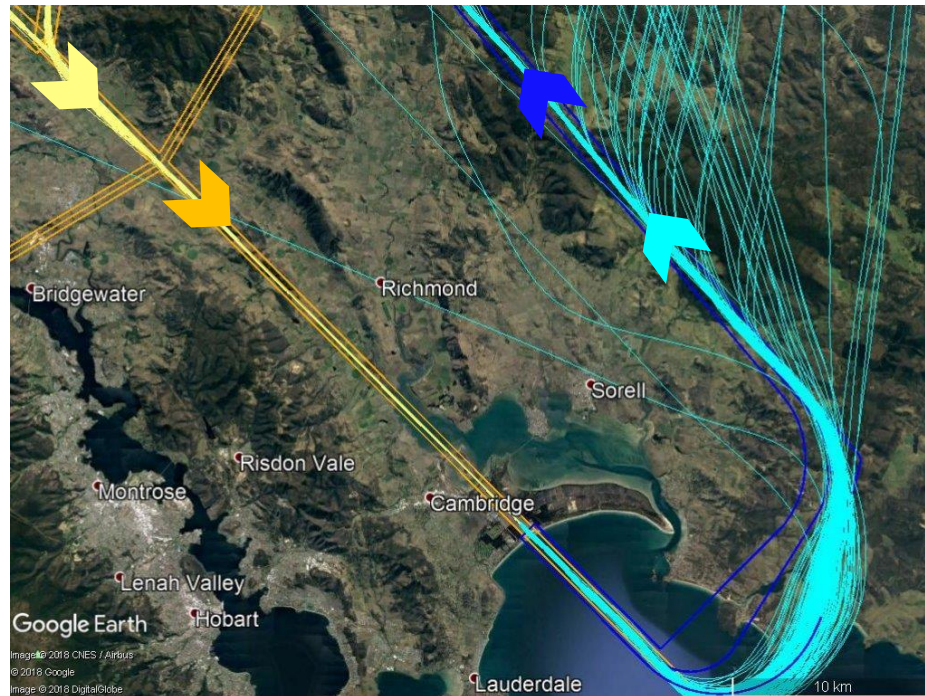 Bridgewater
Richmond
Sorell
Risdon Vale
Montrose
Cambridge
Lenah Valley
Hobart
Google Earth
Image © 2018 CNES / Airbus
© 2018 Google
Image © 2018 DigitalGlobe
Lauderdale
10 km